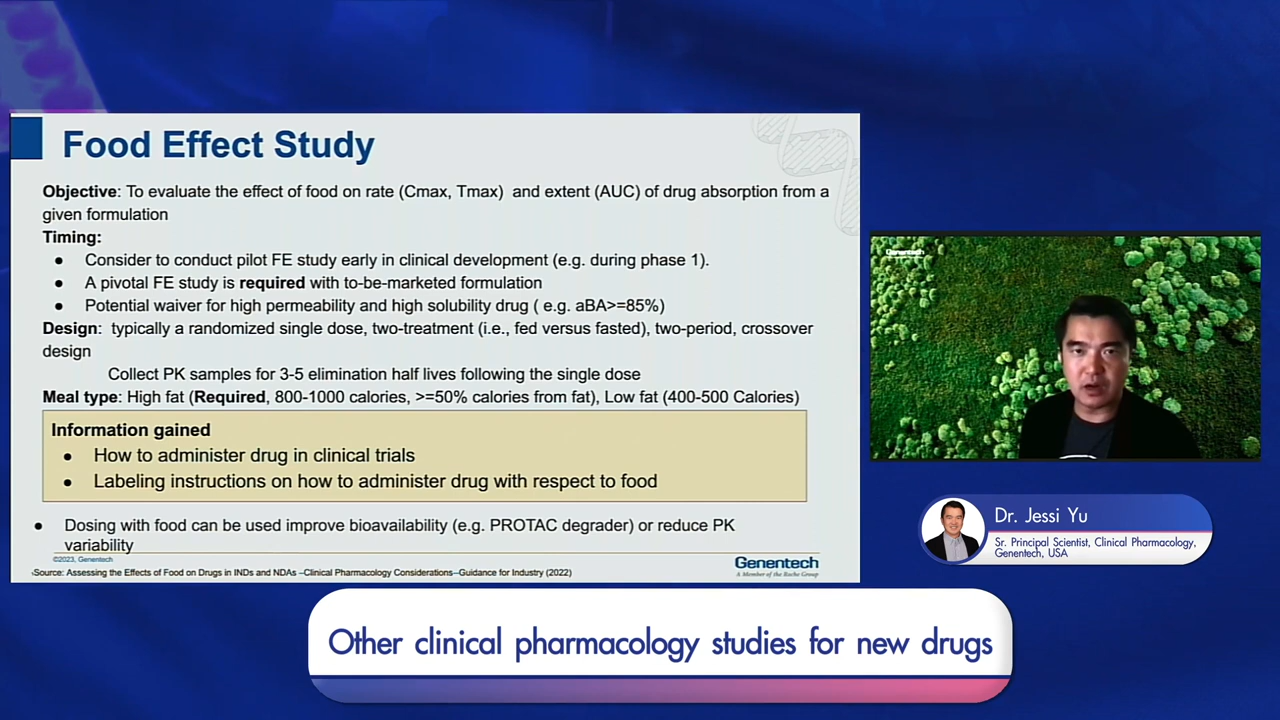 Food Effect Study
Objective: To evaluate the effect of food on rate (Cmax, Tmax) and extent (AUC) of drug absorption from a
given formulation
Timing:
● Consider to conduct pilot FE study early in clinical development (e.g. during phase 1).
● A pivotal FE study is required with to-be-marketed formulation
● Potential waiver for high permeability and high solubility drug ( e.g. aBA>=85%)
Design: typically a randomized single dose, two-treatment (i.e., fed versus fasted), two-period, crossover
design
Collect PK samples for 3-5 elimination half lives following the single dose
Meal type: High fat (Required, 800-1000 calories, >=50% calories from fat), Low fat (400-500 Calories)
Information gained
● How to administer drug in clinical trials
● Labeling instructions on how to administer drug with respect to food
● Dosing with food can be used improve bioavailability (e.g. PROTAC degrader) or reduce PK
variability
©2023, Genentech
Source: Assessing the Effects of Food on Drugs in INDs and NDAs –Clinical Pharmacology Considerations–Guidance for Industry (2022)
Genentech
A Member of the Roche Group
Genentech
Dr. Jessi Yu
Sr. Principal Scientist, Clinical Pharmacology,
Genentech, USA
Other clinical pharmacology studies for new drugs